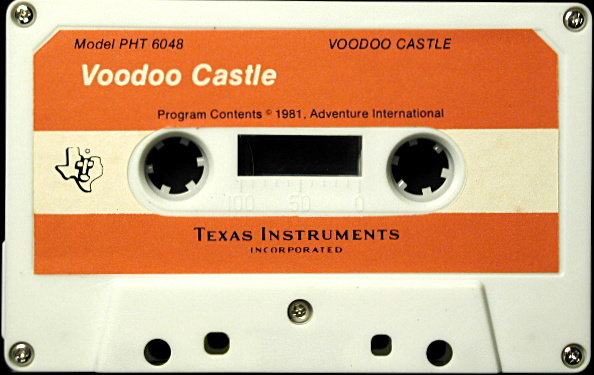 Model PHT 6048 VOODOO CASTLE
Voodoo Castle
Program Contents © 1981, Adventure International
100 50 0
TEXAS INSTRUMENTS
INCORPORATED